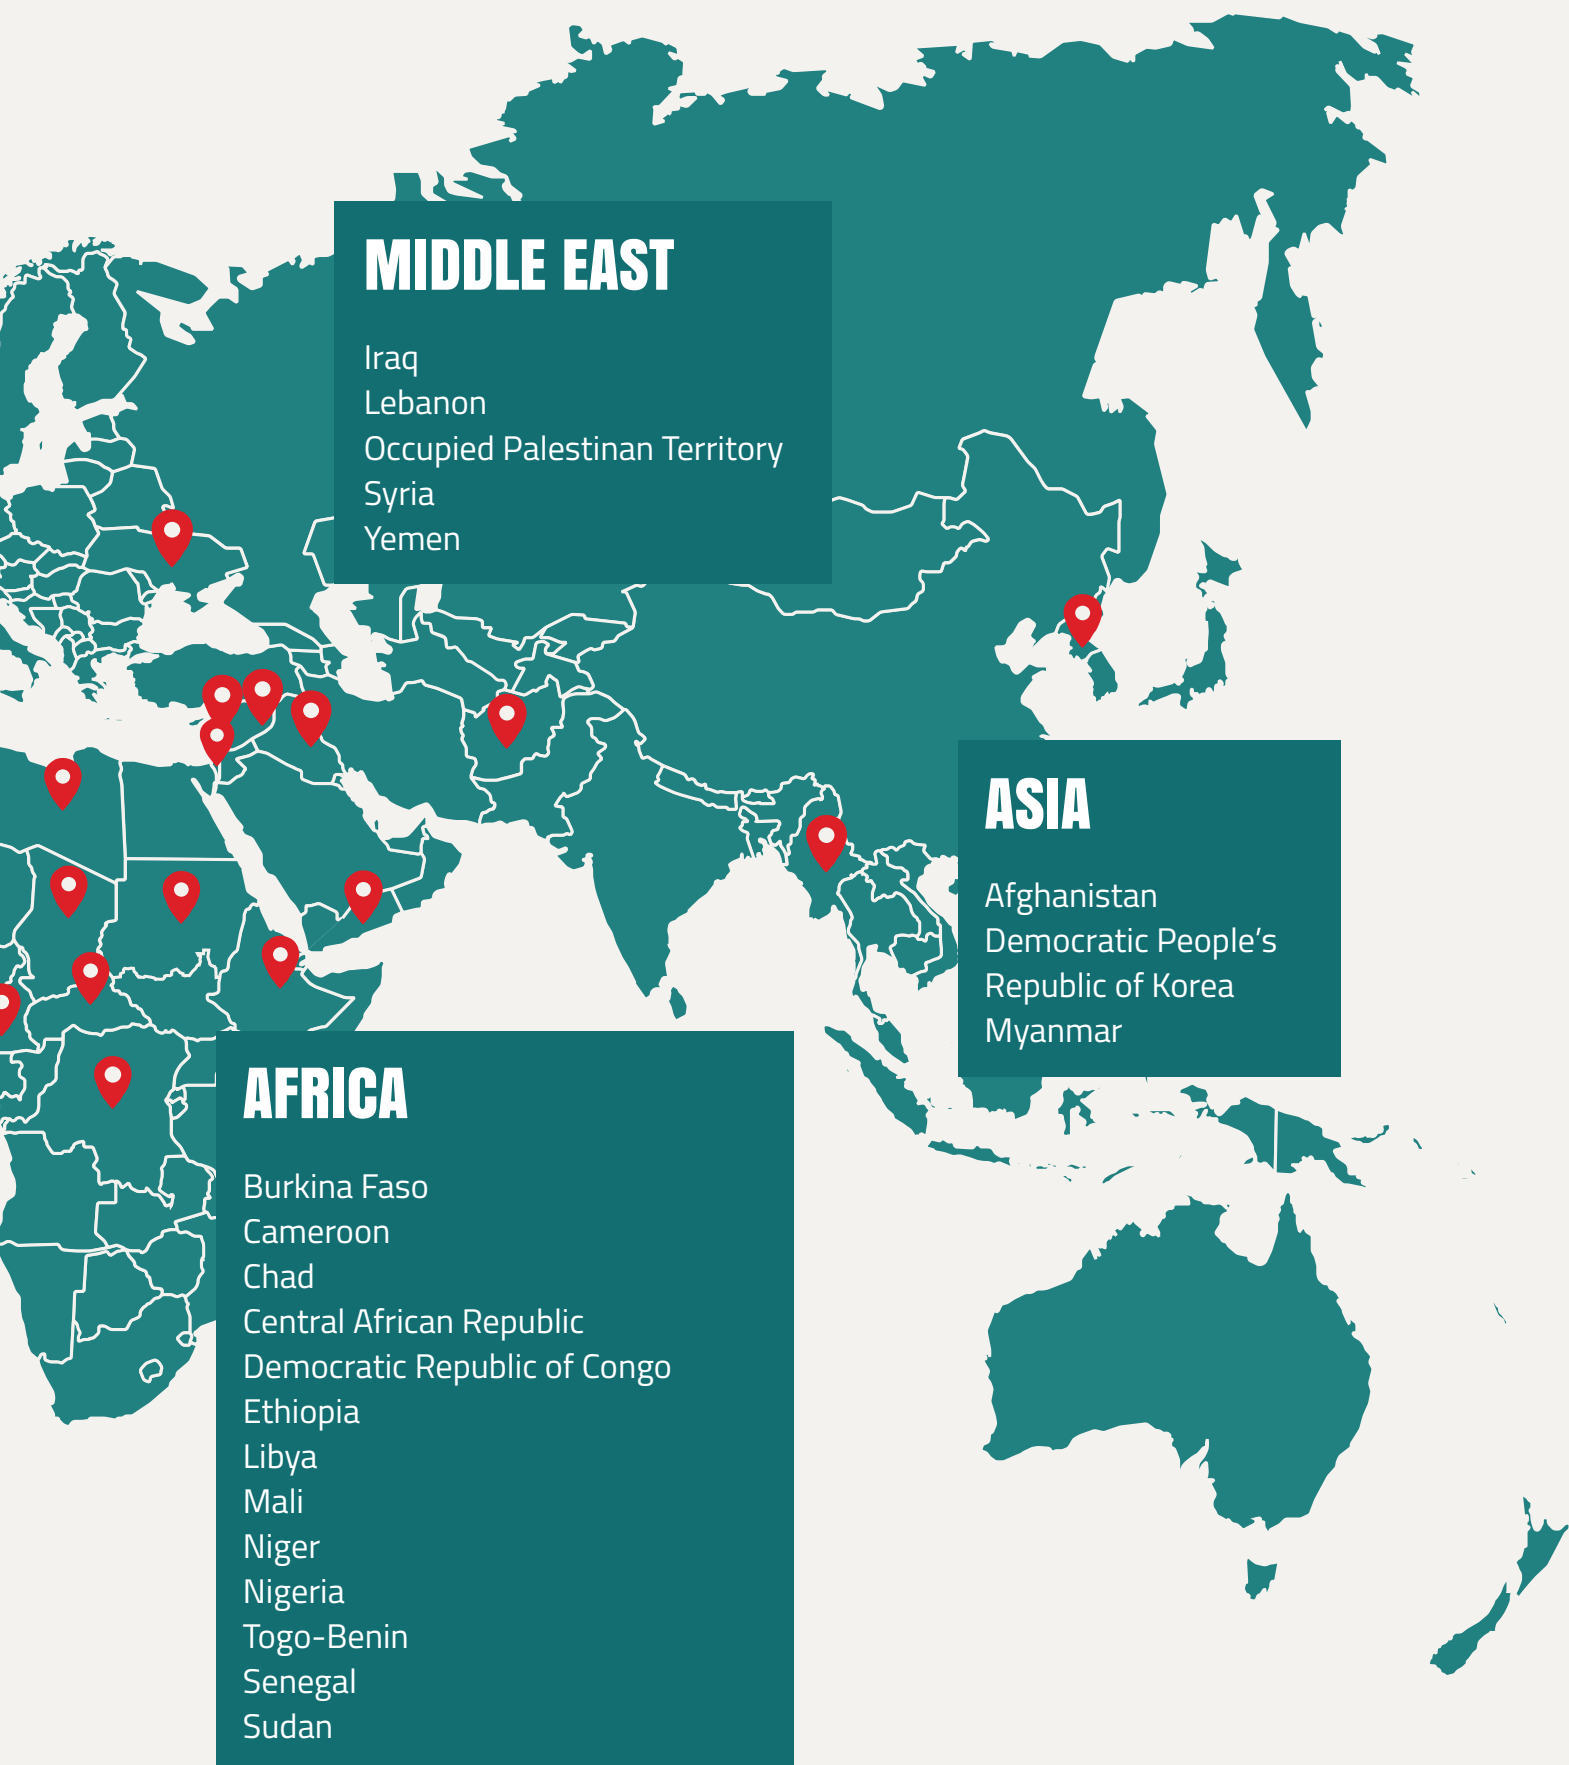 MIDDLE EAST
Iraq
Lebanon
Occupied Palestinan Territory
Syria
Yemen
ASIA
Afghanistan
Democratic People’s
Republic of Korea
Myanmar
AFRICA
Burkina Faso
Cameroon
Chad
Central African Republic
Democratic Republic of Congo
Ethiopia
Libya
Mali
Niger
Nigeria
Togo-Benin
Senegal
Sudan